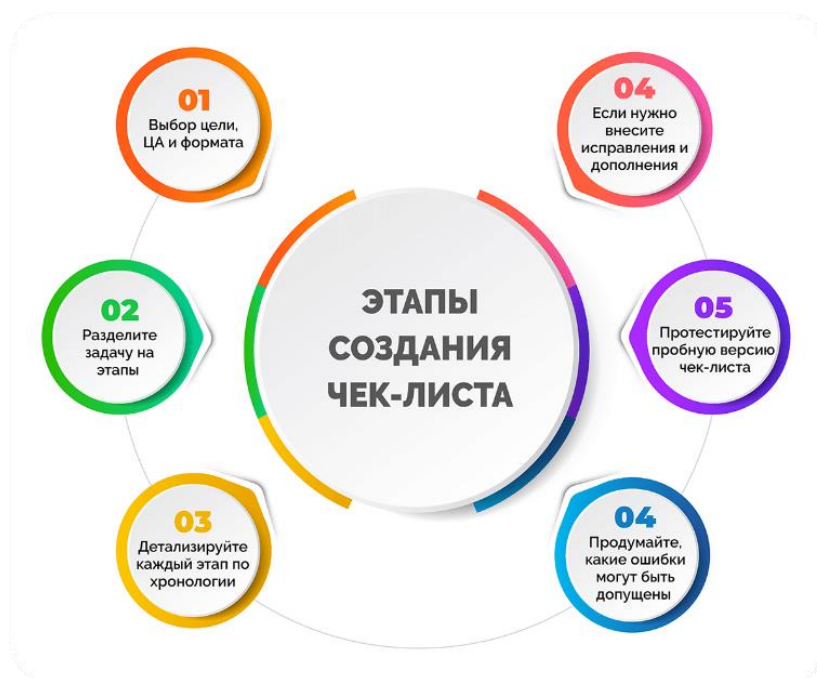 ЭТАПЫ
СОЗДАНИЯ
ЧЕК-ЛИСТА
01
Выбор цели,
ЦА и формата
02
Разделите
задачу на
этапы
03
Детализируйте
каждый этап по
хронологии
04
Продумайте,
какие ошибки
могут быть
допущены
05
Протестируйте
пробную версию
чек-листа
04
Если нужно
внесите
исправления и
дополнения